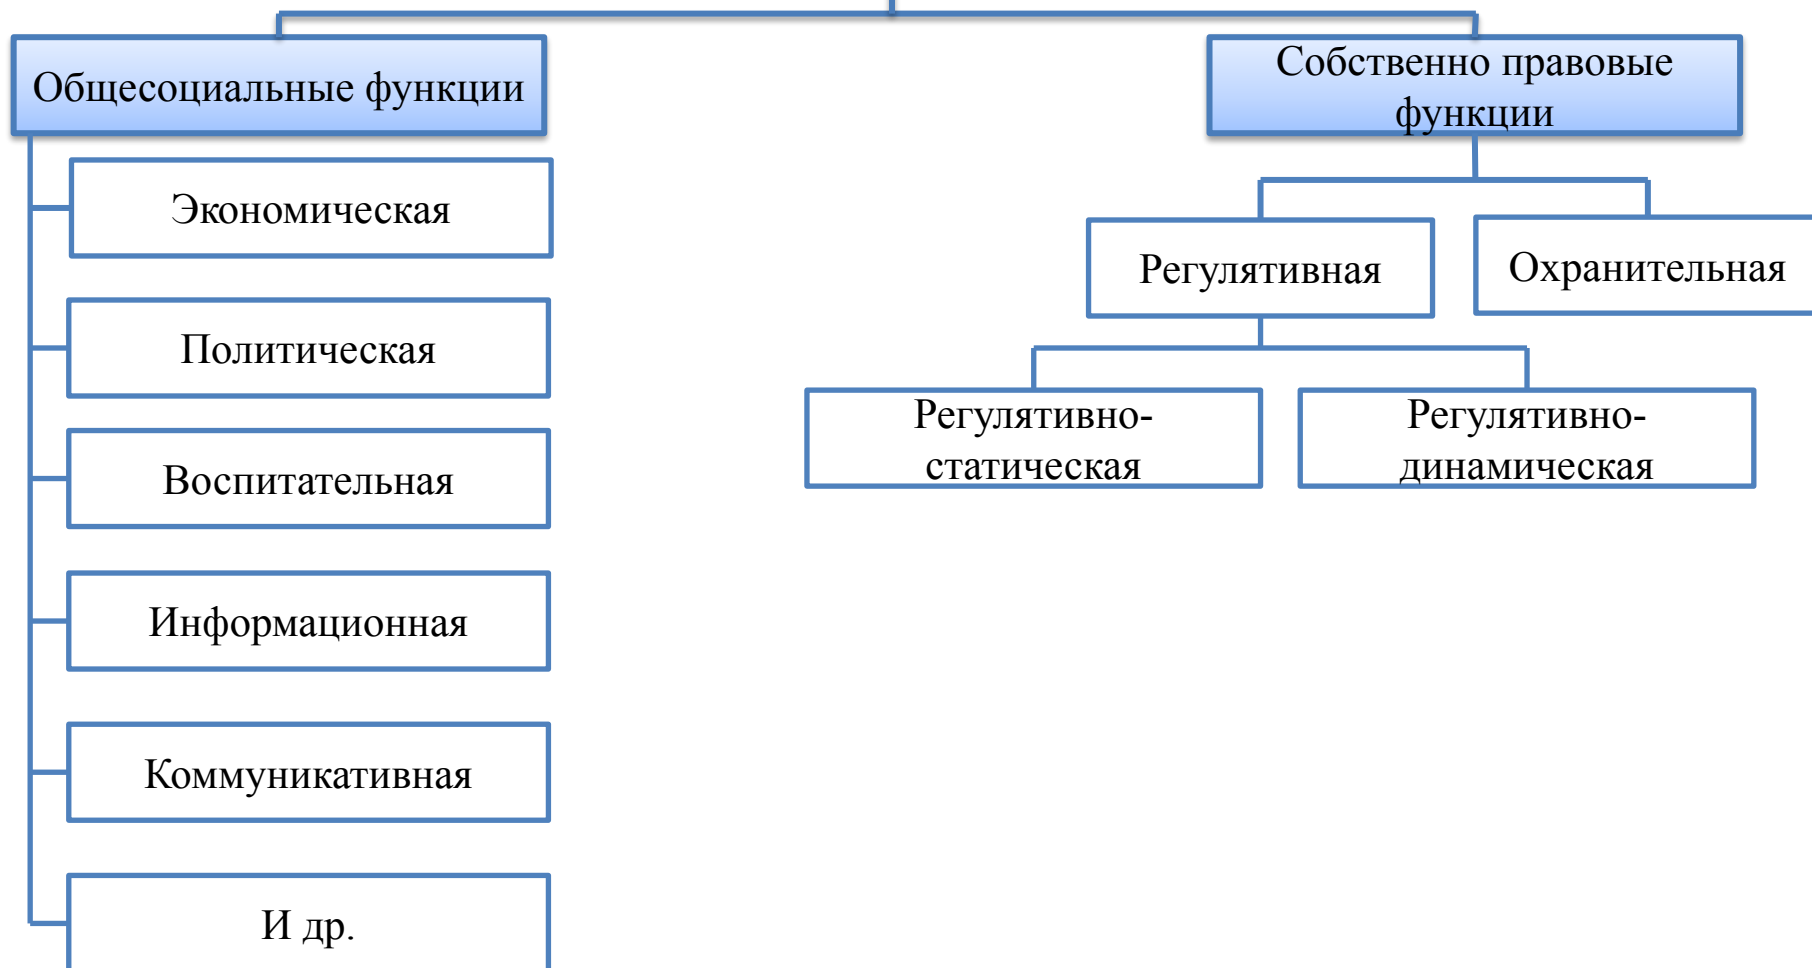 Общесоциальные функции
Экономическая
Политическая
Воспитательная
Информационная
Коммуникативная
И др.
Собственно правовые
функции
Регулятивная
Охранительная
Регулятивно-
статическая
Регулятивно-
динамическая